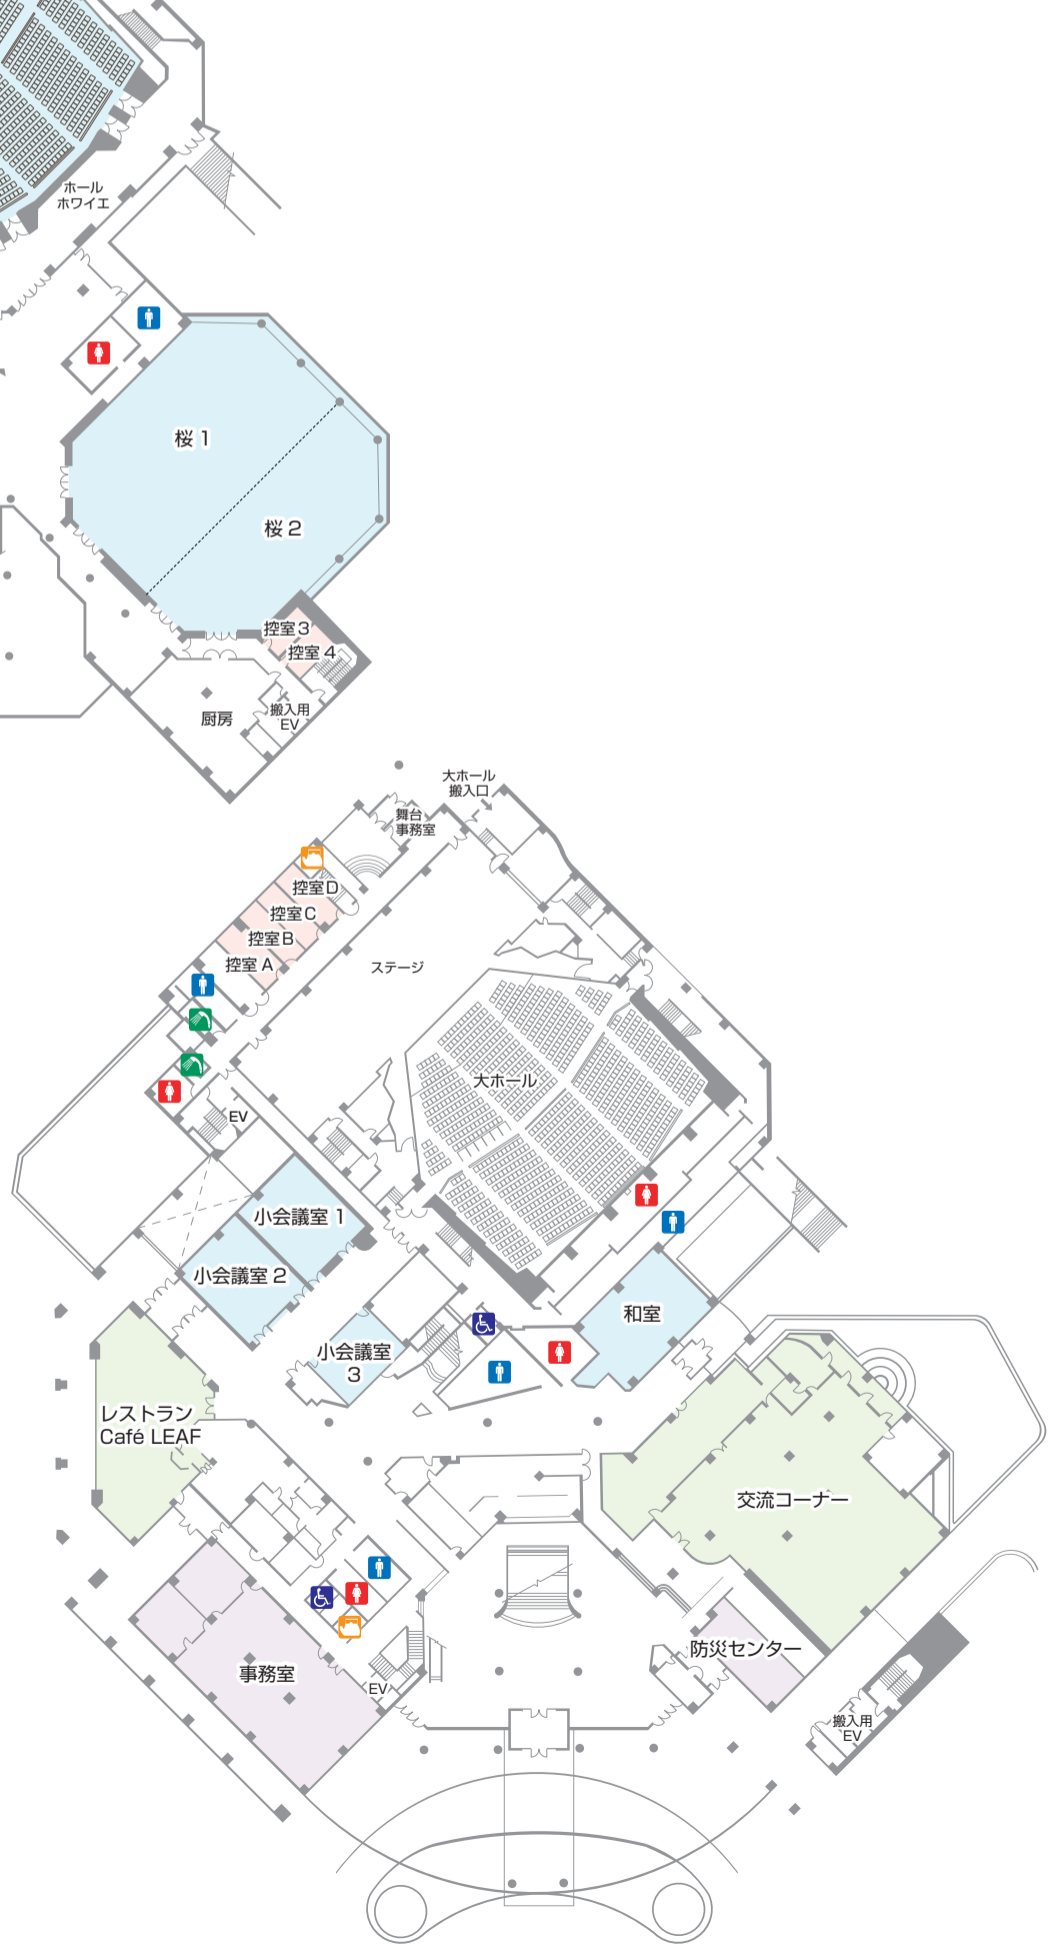 ホール
ホワイエ
桜 1
桜 2
控室 3
控室 4
厨房
搬入用
EV
大ホール
搬入口
舞台
事務室
控室 D
控室 C
控室 B
控室 A
ステージ
大ホール
EV
小会議室 1
小会議室 2
小会議室
3
和室
レストラン
Café LEAF
交流コーナー
防災センター
事務室
EV
搬入用
EV